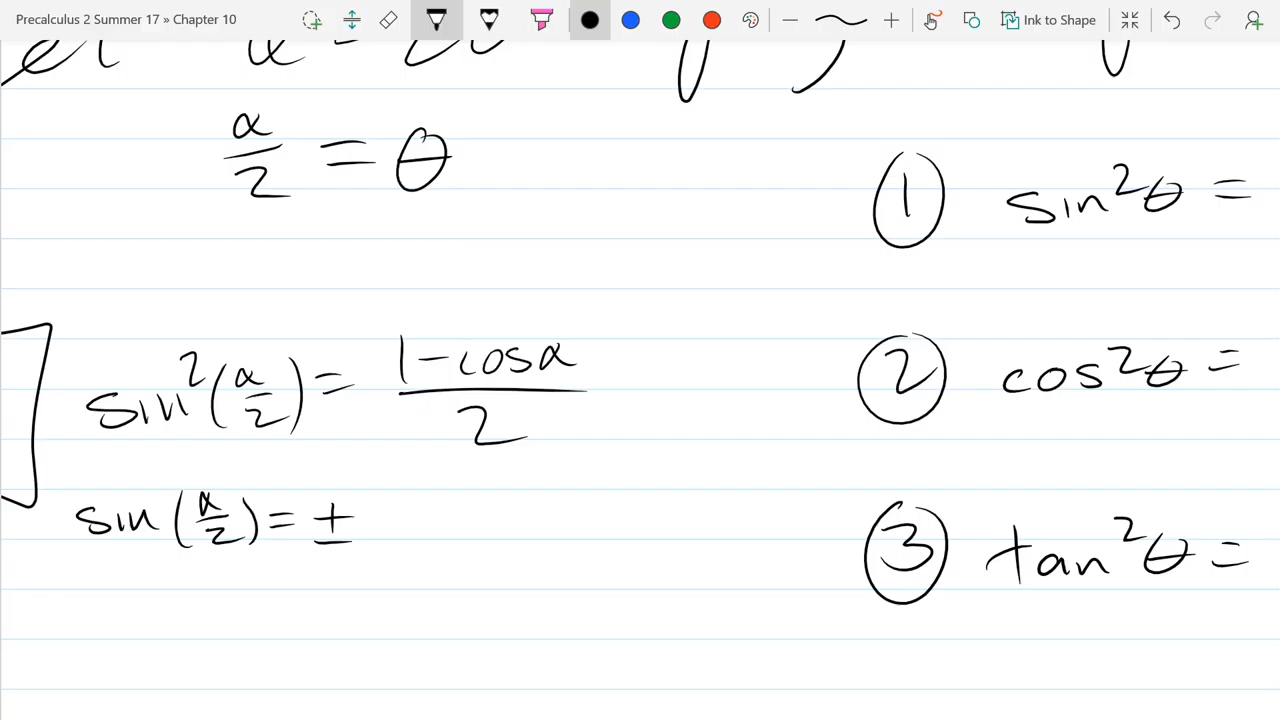 Precalculus 2 Summer 17 » Chapter 10
Ink to Shape
α/2 = θ
① sin²θ =
sin²(α/2) = (1-cosα)/2
② cos²θ =
sin(α/2) = ±
③ tan²θ =